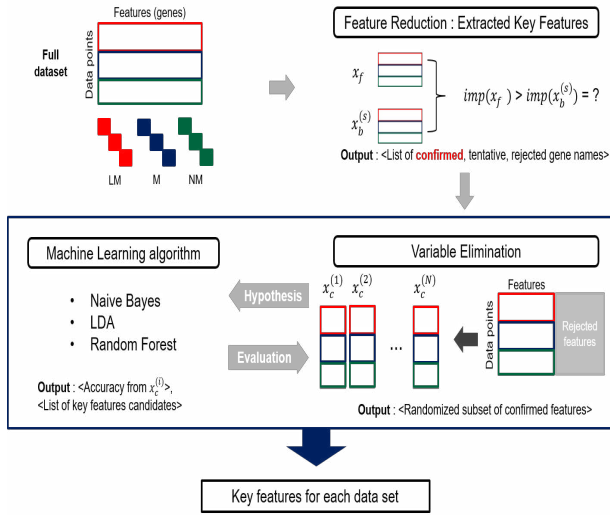 Features (genes)
Full
dataset
Data points
LM
M
NM
Feature Reduction : Extracted Key Features
x_f
x_b^(s)
imp(x_f) > imp(x_b^(s)) = ?
Output : <List of confirmed, tentative, rejected gene names>
Machine Learning algorithm
• Naive Bayes
• LDA
• Random Forest
Output : <Accuracy from x_c^(i)>,
<List of key features candidates>
Hypothesis
Evaluation
Variable Elimination
x_c^(1) x_c^(2) x_c^(N)
...
Features
Data points
Rejected
features
Output : <Randomized subset of confirmed features>
Key features for each data set